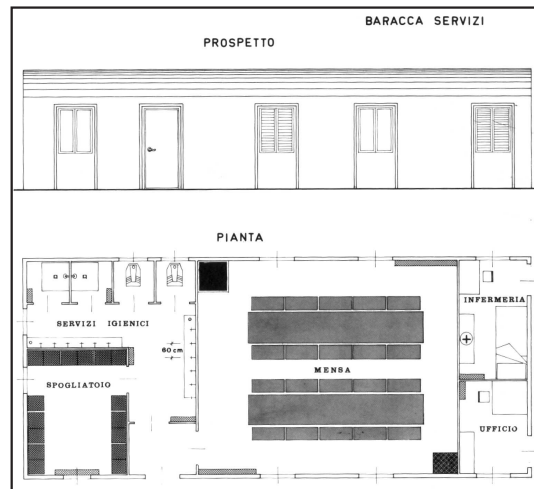 BARACCA SERVIZI
PROSPETTO
PIANTA
SERVIZI IGIENICI
60 cm
SPOGLIATOIO
MENSA
INFERMERIA
UFFICIO